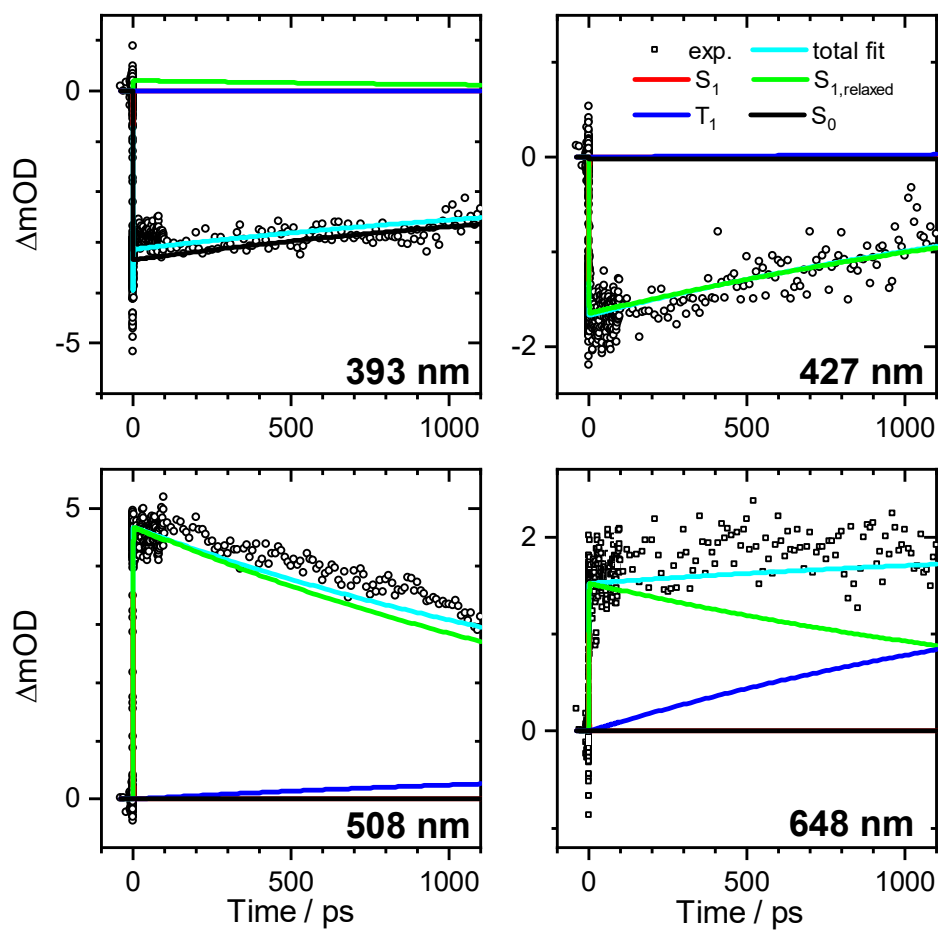 0
-5
ΔmOD
393 nm
0
500
1000
exp.
total fit
S1
S1,relaxed
T1
S0
0
-2
427 nm
0
500
1000
5
0
ΔmOD
508 nm
0
500
1000
Time / ps
2
0
648 nm
0
500
1000
Time / ps